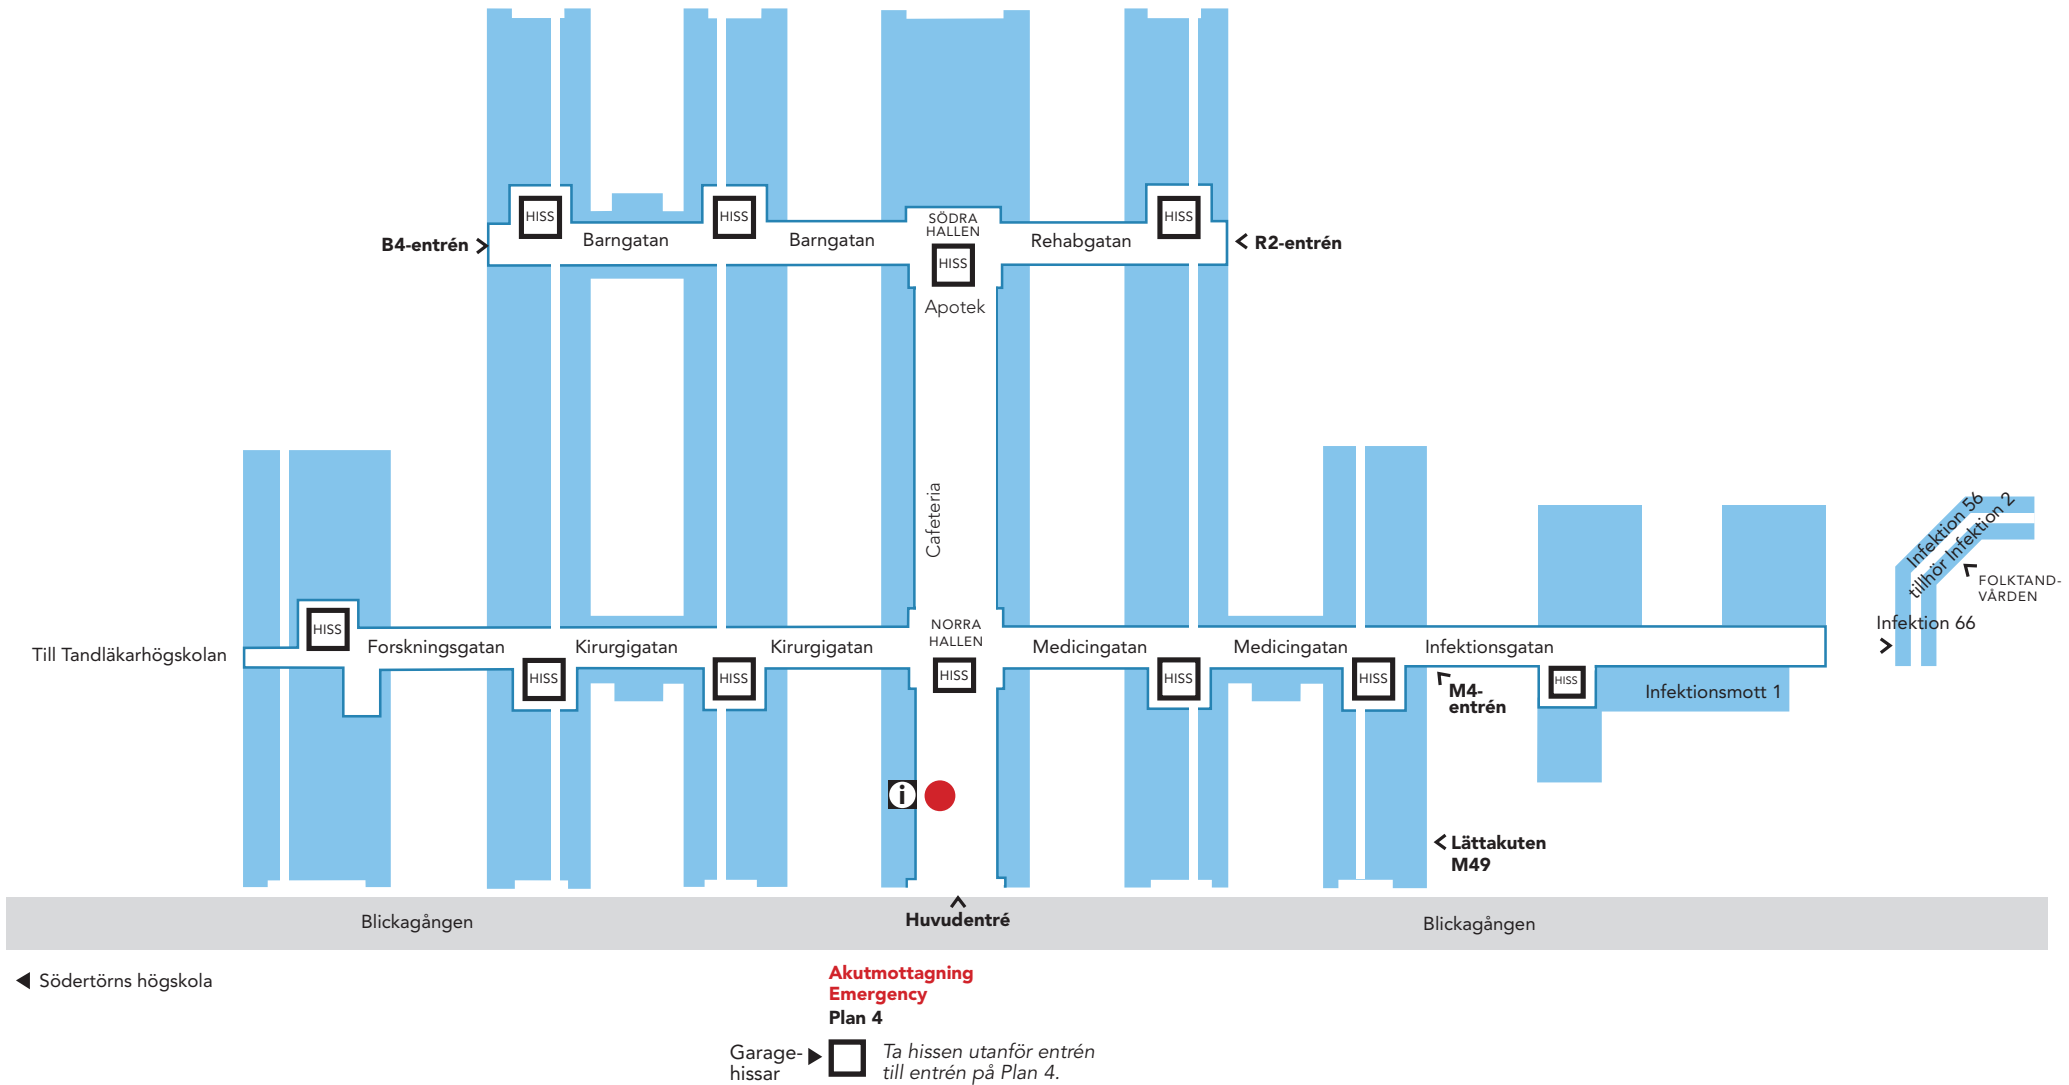 HISS
HISS
SÖDRA
HALLEN
HISS
B4-entrén
Barngatan
Barngatan
Rehabgatan
R2-entrén
HISS
Apotek
Cafeteria
Infektion 56
tillhör Infektion 2
FOLKTAND-
VÅRDEN
Infektion 66
HISS
NORRA
HALLEN
Till Tandläkarhögskolan
Forskningsgatan
Kirurgigatan
Kirurgigatan
Medicingatan
Medicingatan
Infektionsgatan
HISS
HISS
HISS
HISS
HISS
HISS
M4-
entrén
Infektionsmott 1
i
Lättakuten
M49
Blickagången
Huvudentré
Blickagången
Södertörns högskola
Akutmottagning
Emergency
Plan 4
Garage-
hissar
Ta hissen utanför entrén
till entrén på Plan 4.